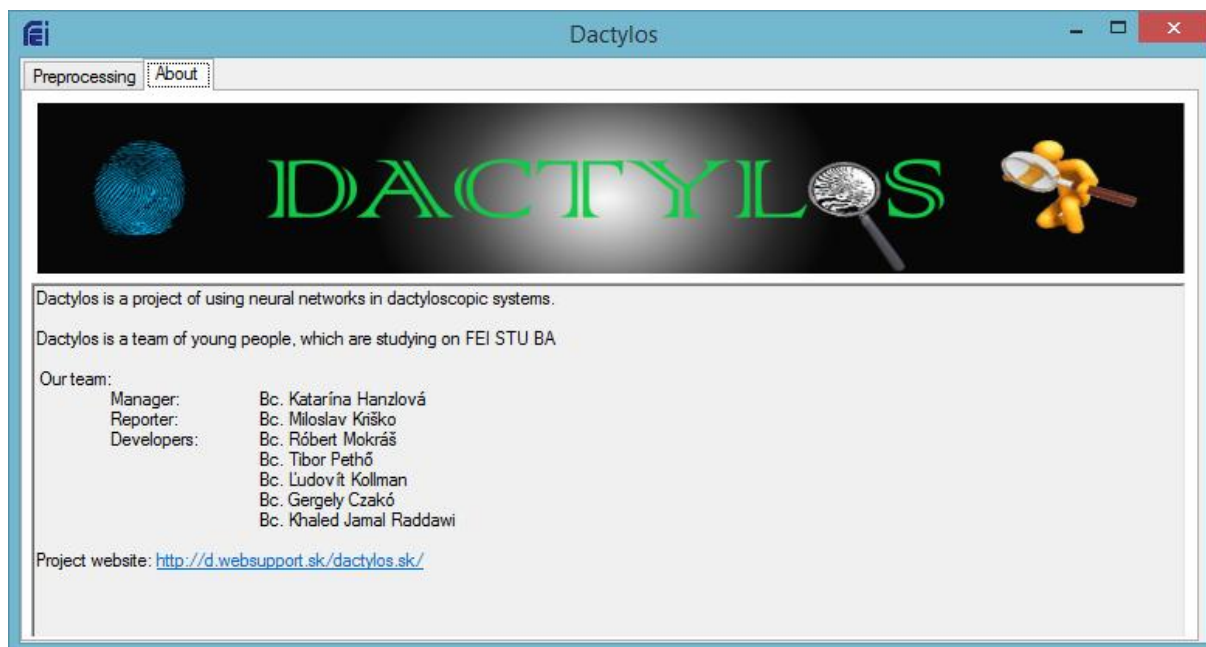 FEI
Dactylos
Preprocessing About
DACTYLOS
Dactylos is a project of using neural networks in dactyloscopic systems.
Dactylos is a team of young people, which are studying on FEI STU BA
Our team:
Manager: Bc. Katarína Hanzlová
Reporter: Bc. Miloslav Kriško
Developers: Bc. Róbert Mokráš
Bc. Tibor Pethő
Bc. Ľudovít Kollman
Bc. Gergely Czakó
Bc. Khaled Jamal Raddawi
Project website: http://d.websupport.sk/dactylos.sk/